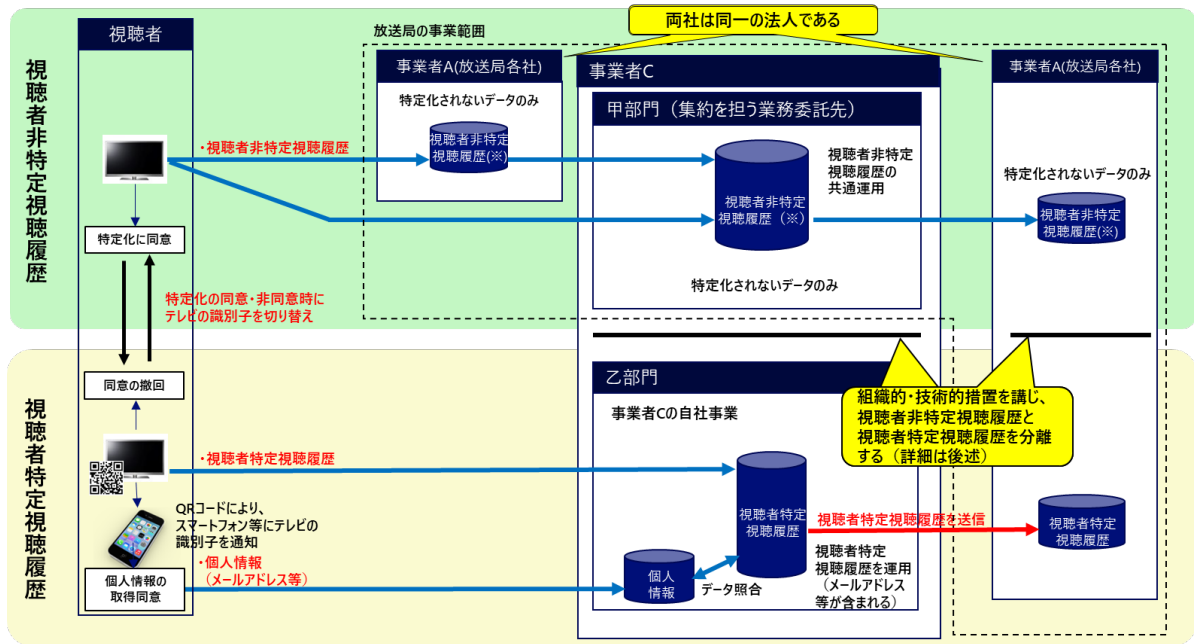 両社は同一の法人である
放送局の事業範囲
視聴者
視聴者非特定視聴履歴
事業者A(放送局各社)
特定化されないデータのみ
視聴者非特定
視聴履歴(※)
・視聴者非特定視聴履歴
事業者C
甲部門（集約を担う業務委託先）
視聴者非特定
視聴履歴（※）
視聴者非特定
視聴履歴の
共通運用
特定化されないデータのみ
事業者A(放送局各社)
特定化されないデータのみ
視聴者非特定
視聴履歴(※)
特定化に同意
特定化の同意・非同意時に
テレビの識別子を切り替え
同意の撤回
視聴者特定視聴履歴
・視聴者特定視聴履歴
QRコードにより、
スマートフォン等にテレビの
識別子を通知
・個人情報
（メールアドレス等）
個人情報の
取得同意
乙部門
事業者Cの自社事業
視聴者特定
視聴履歴
個人
情報
データ照合
視聴者特定視聴履歴を送信
視聴者特定
視聴履歴を運用
（メールアドレス
等が含まれる）
組織的・技術的措置を講じ、
視聴者非特定視聴履歴と
視聴者特定視聴履歴を分離
する（詳細は後述）
視聴者特定
視聴履歴